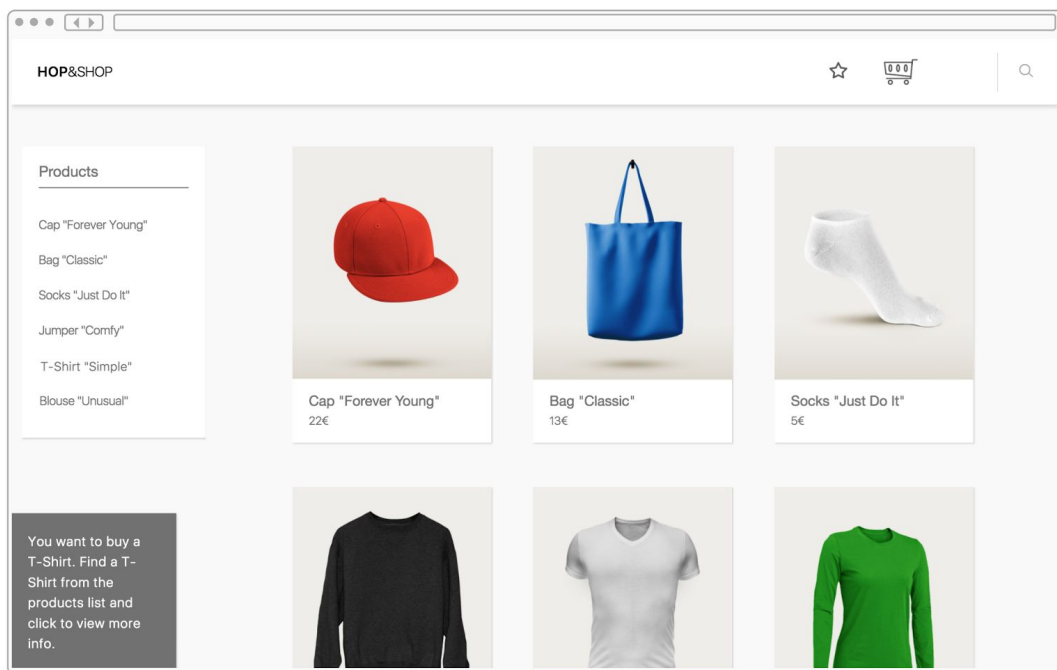 HOP&SHOP
Products
Cap "Forever Young"
Bag "Classic"
Socks "Just Do It"
Jumper "Comfy"
T-Shirt "Simple"
Blouse "Unusual"
Cap "Forever Young"
22€
Bag "Classic"
13€
Socks "Just Do It"
5€
You want to buy a
T-Shirt. Find a T-
Shirt from the
products list and
click to view more
info.